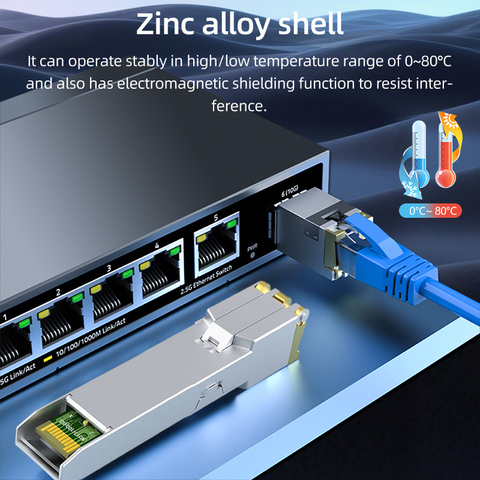 Zinc alloy shell
It can operate stably in high/low temperature range of 0~80℃
and also has electromagnetic shielding function to resist inter-
ference.
0℃~ 80℃
6 (10G)
5
4
3
2
1
PWR
2.5G Ethernet Switch
10/100/1000M Link/Act
5G Link/Act